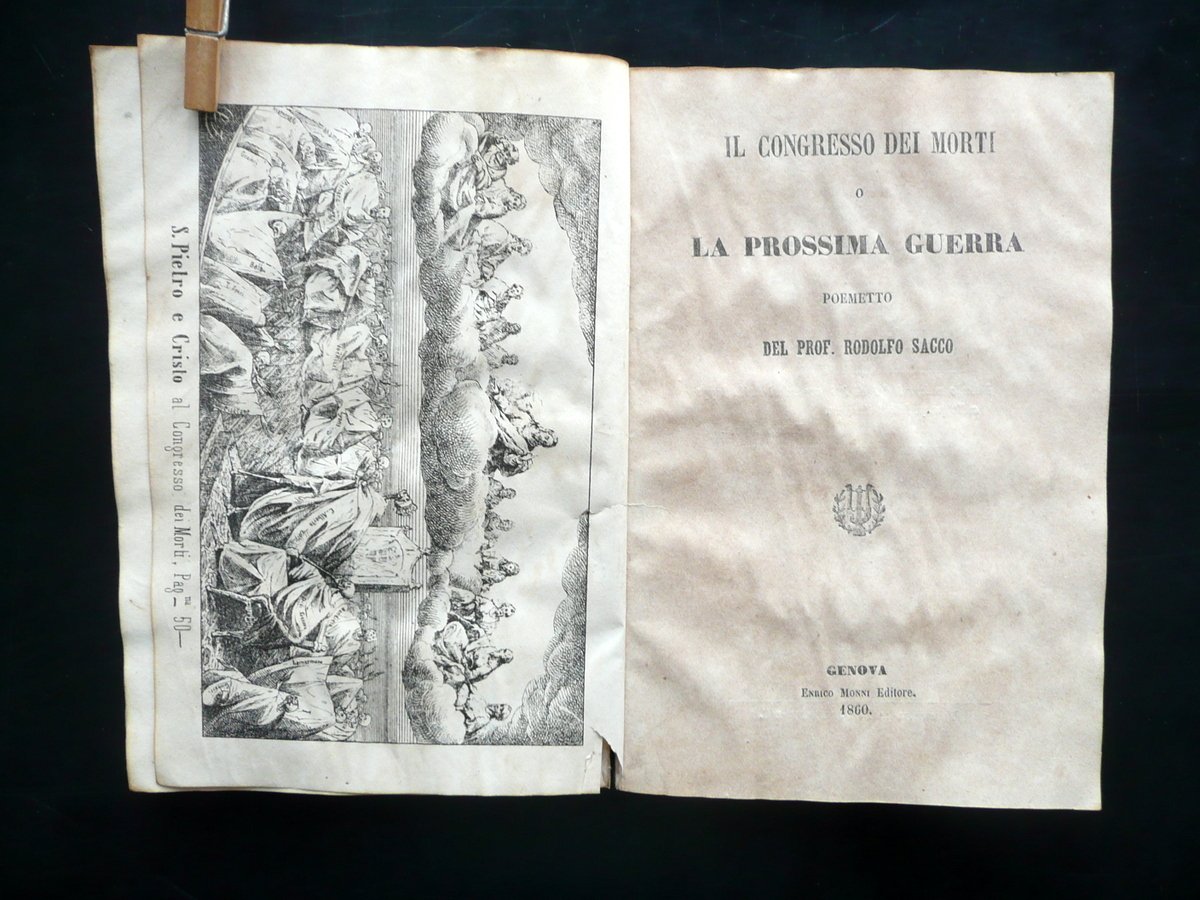 S. Pietro e Cristo al Congresso dei Morti, Pag.na 50
Lamartine
IL CONGRESSO DEI MORTI
O
LA PROSSIMA GUERRA
POEMETTO
DEL PROF. RODOLFO SACCO
GENOVA
ENRICO MONNI Editore.
1860.